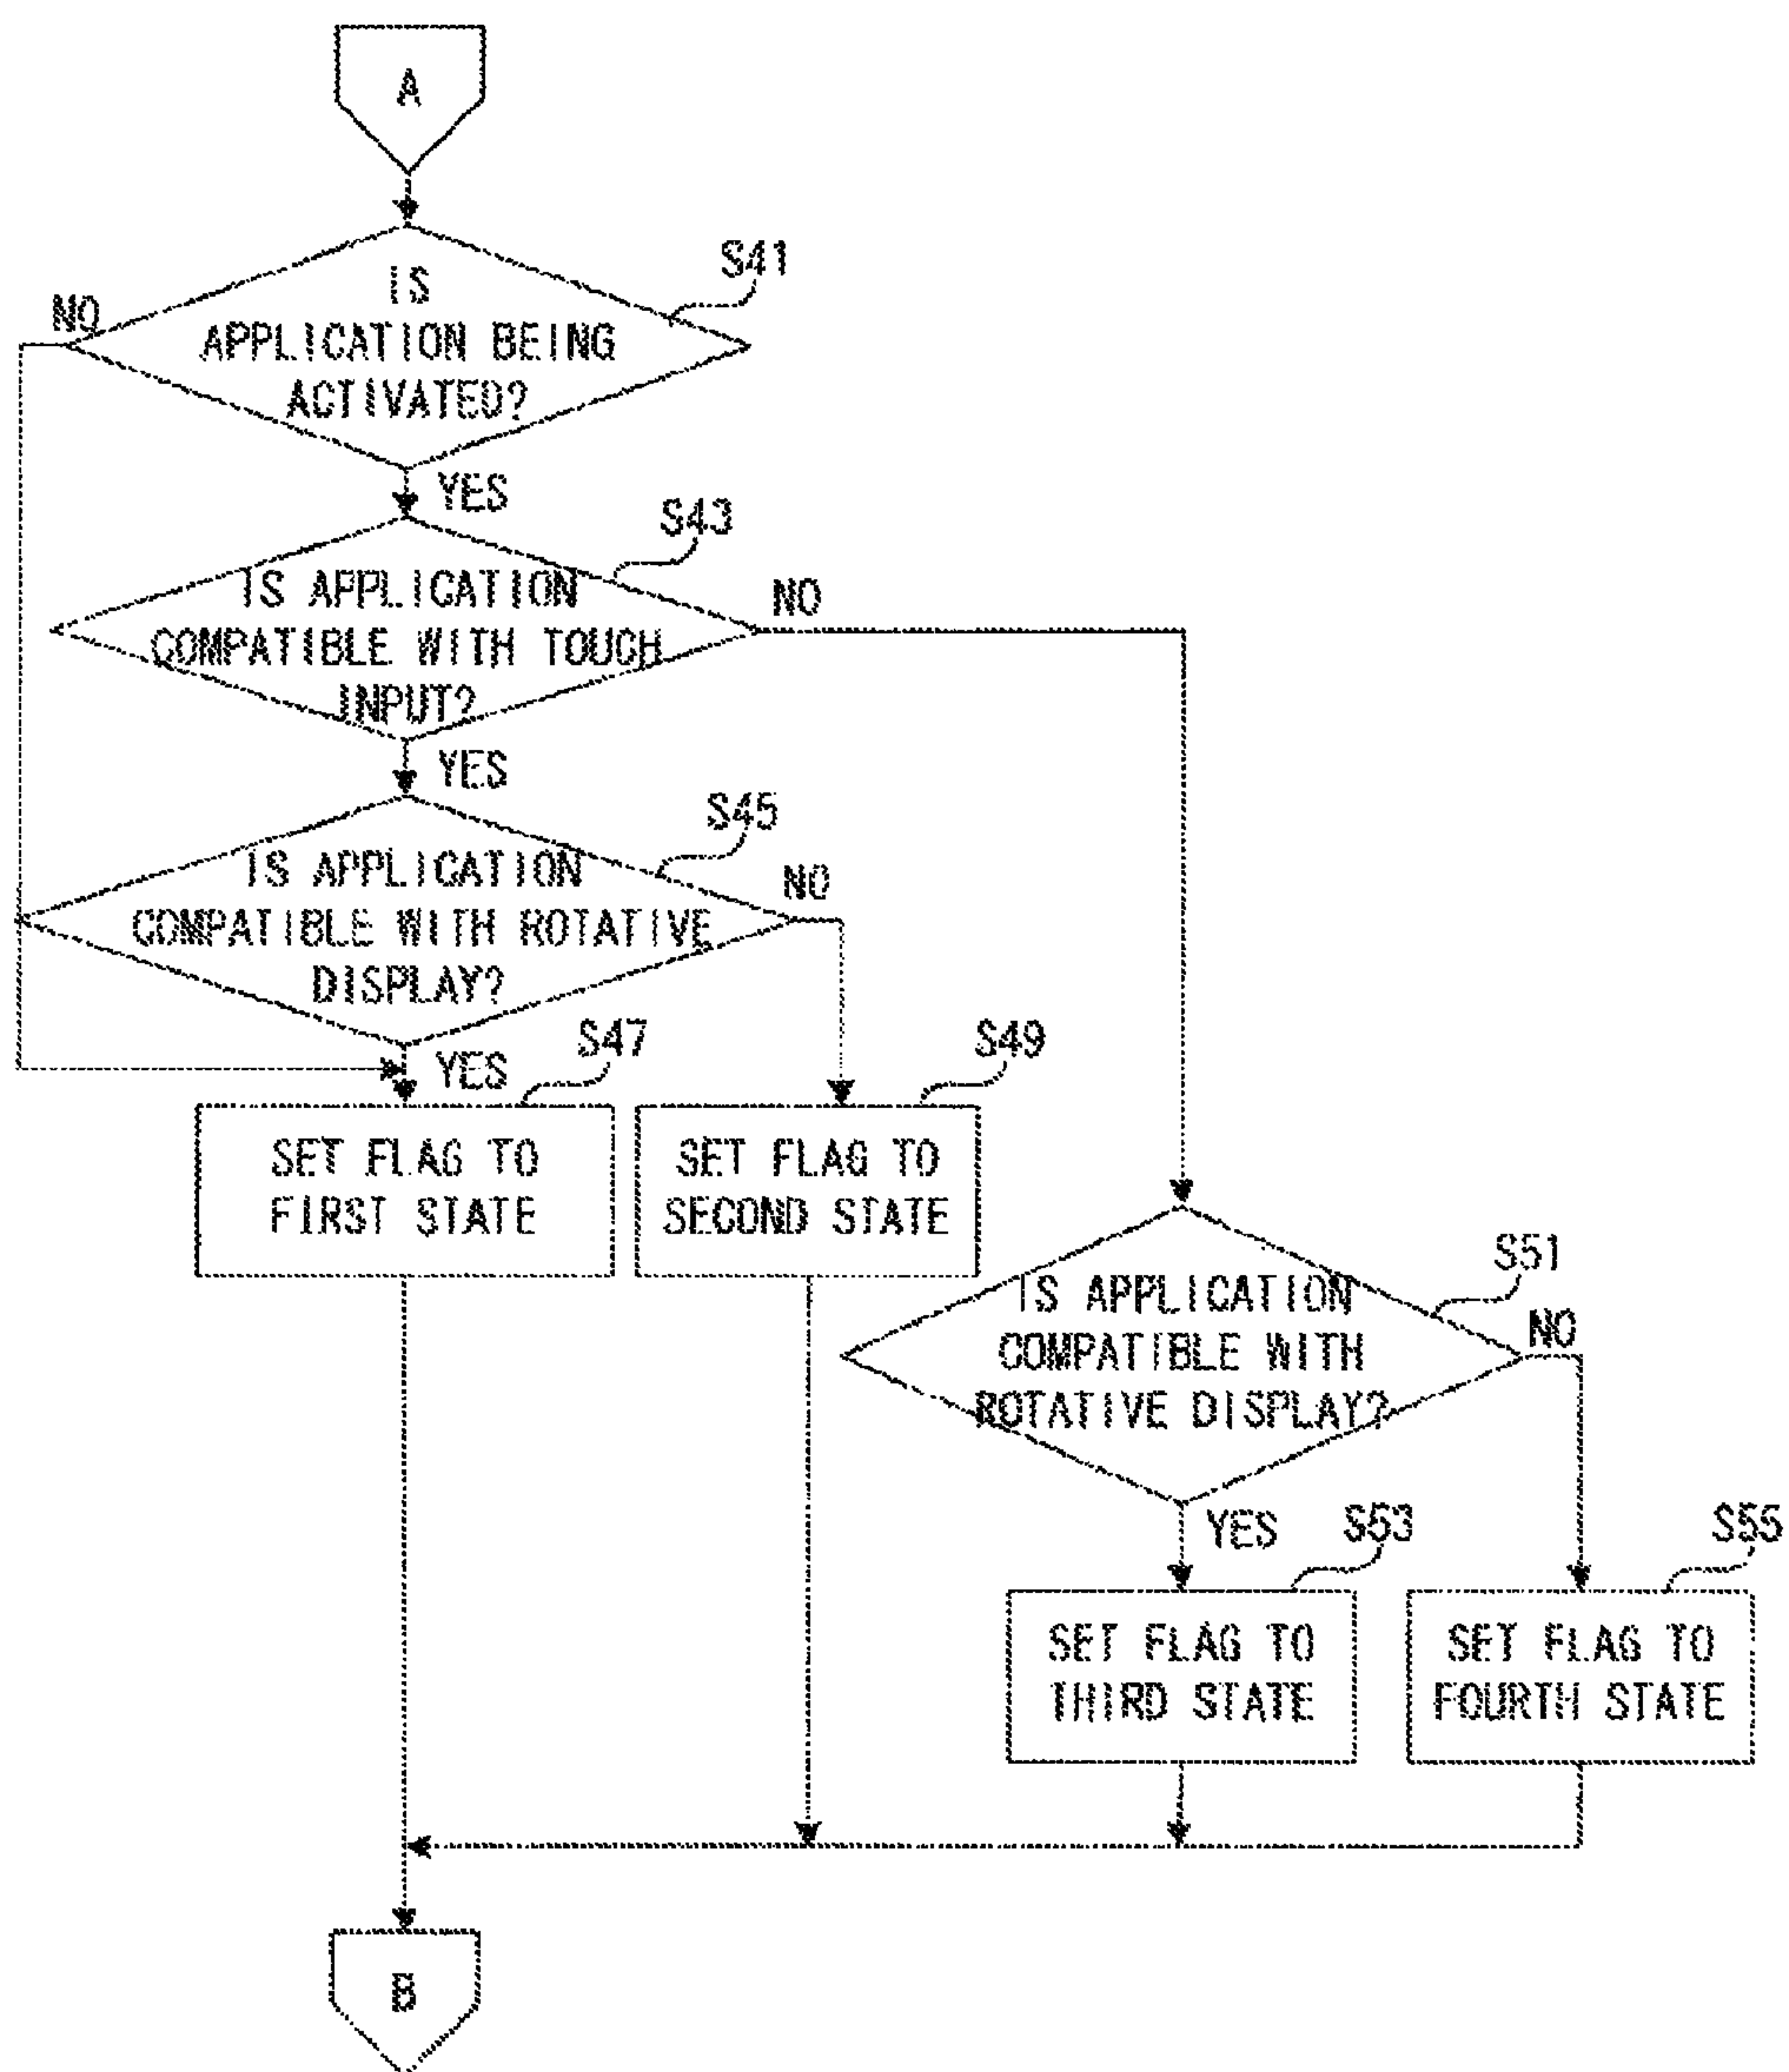 A
S41
NO
IS
APPLICATION BEING
ACTIVATED?
YES
S43
IS APPLICATION
COMPATIBLE WITH TOUCH
INPUT?
NO
YES
S45
IS APPLICATION
COMPATIBLE WITH ROTATIVE
DISPLAY?
NO
YES
S47
SET FLAG TO
FIRST STATE
S49
SET FLAG TO
SECOND STATE
S51
IS APPLICATION
COMPATIBLE WITH
ROTATIVE DISPLAY?
NO
YES
S53
SET FLAG TO
THIRD STATE
S55
SET FLAG TO
FOURTH STATE
B